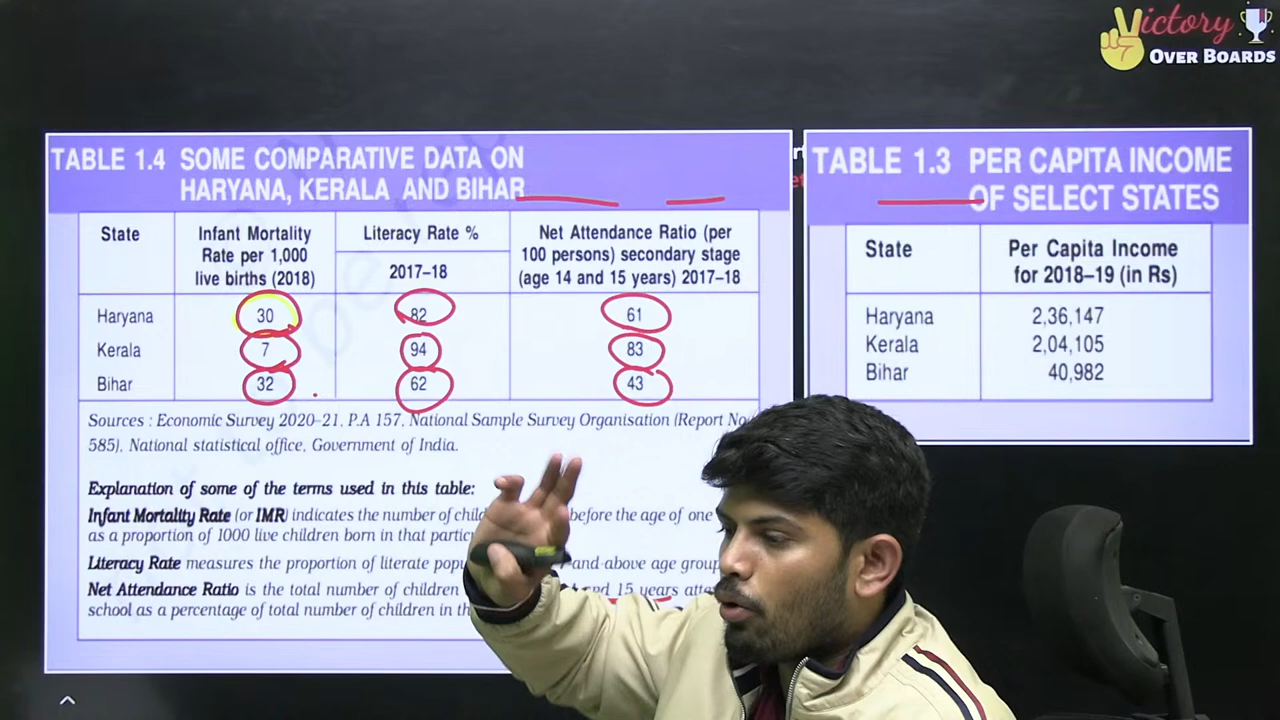 Victory
OVER BOARDS
TABLE 1.4 SOME COMPARATIVE DATA ON
HARYANA, KERALA AND BIHAR
State
Infant Mortality
Rate per 1,000
live births (2018)
Literacy Rate %
2017–18
Net Attendance Ratio (per
100 persons) secondary stage
(age 14 and 15 years) 2017–18
Haryana 30 82 61
Kerala 7 94 83
Bihar 32 62 43
Sources : Economic Survey 2020–21, P.A 157, National Sample Survey Organisation (Report No
585), National statistical office, Government of India.
Explanation of some of the terms used in this table:
Infant Mortality Rate (or IMR) indicates the number of before the age of one
as a proportion of 1000 live children born in that
Literacy Rate measures the proportion of literate and above age
Net Attendance Ratio is the total number of children 15 years
school as a percentage of total number of children in
TABLE 1.3 PER CAPITA INCOME
OF SELECT STATES
State
Per Capita Income
for 2018–19 (in Rs)
Haryana 2,36,147
Kerala 2,04,105
Bihar 40,982